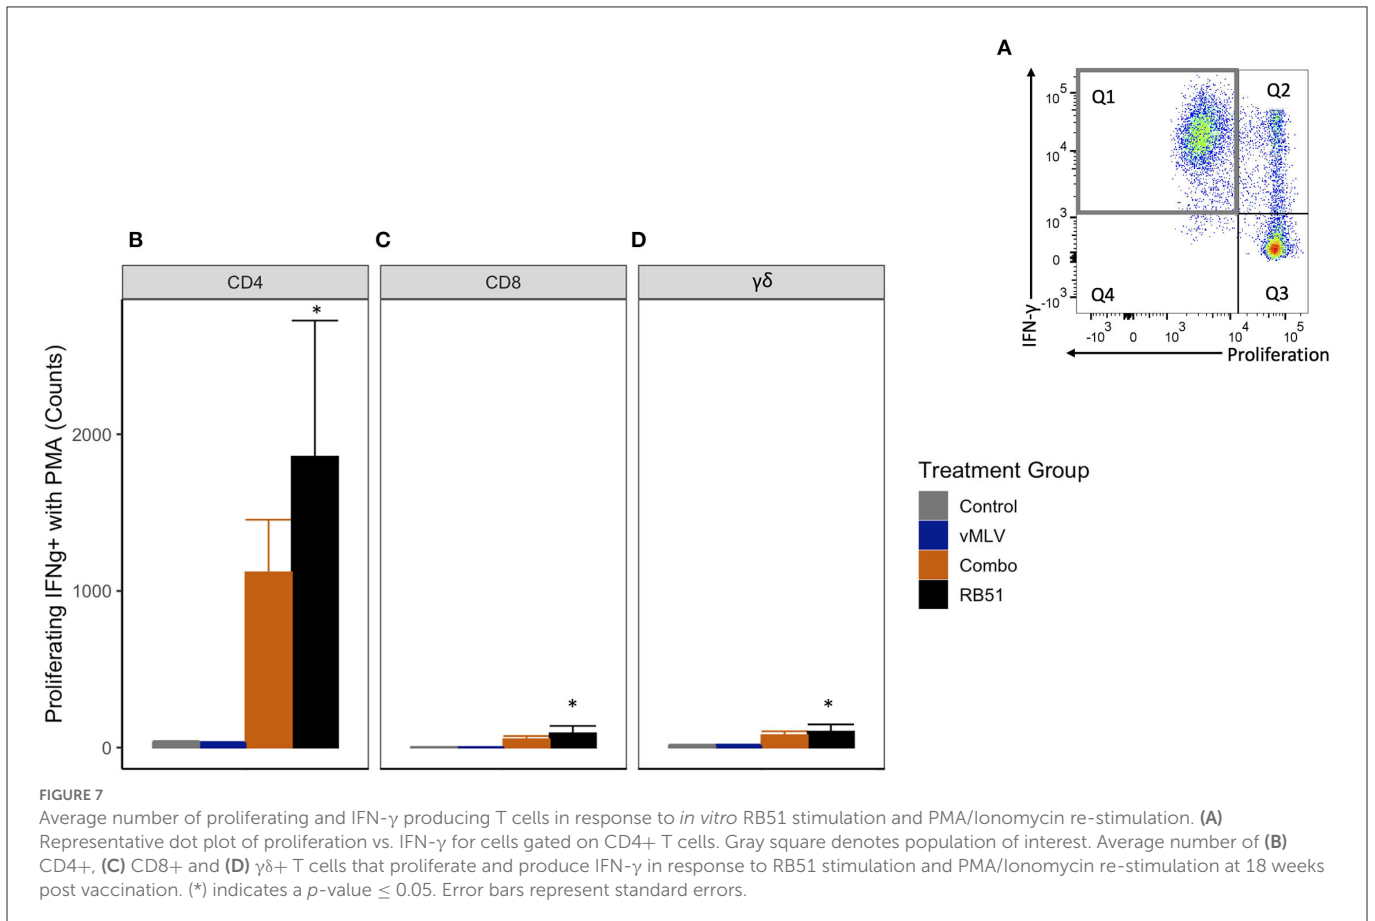 A
Q1
Q2
Q3
Q4
10^5
10^4
10^3
0
-10^3
IFN-γ
-10^3 0 10^3 10^4 10^5
Proliferation
B
C
D
CD4
CD8
γδ
*
*
*
Proliferating IFNg+ with PMA (Counts)
2000
1000
0
Treatment Group
Control
vMLV
Combo
RB51
FIGURE 7
Average number of proliferating and IFN-γ producing T cells in response to in vitro RB51 stimulation and PMA/Ionomycin re-stimulation. (A)
Representative dot plot of proliferation vs. IFN-γ for cells gated on CD4+ T cells. Gray square denotes population of interest. Average number of (B)
CD4+, (C) CD8+ and (D) γδ+ T cells that proliferate and produce IFN-γ in response to RB51 stimulation and PMA/Ionomycin re-stimulation at 18 weeks
post vaccination. (*) indicates a p-value ≤ 0.05. Error bars represent standard errors.